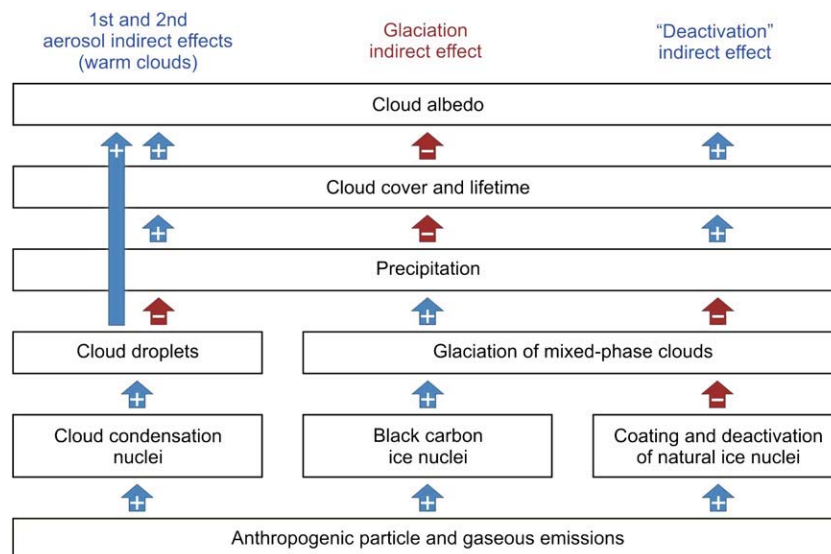 1st and 2nd
aerosol indirect effects
(warm clouds)
Glaciation
indirect effect
“Deactivation”
indirect effect
Cloud albedo
+ + − +
Cloud cover and lifetime
+ − +
Precipitation
− + −
Cloud droplets
Glaciation of mixed-phase clouds
+ + −
Cloud condensation
nuclei
Black carbon
ice nuclei
Coating and deactivation
of natural ice nuclei
+ + +
Anthropogenic particle and gaseous emissions